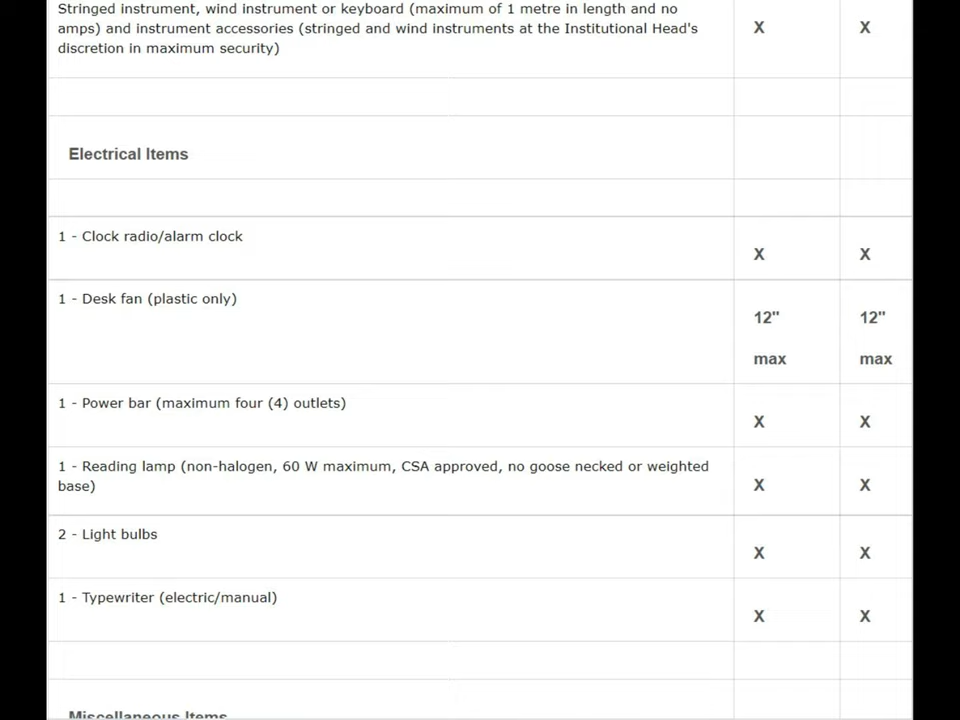 Stringed instrument, wind instrument or keyboard (maximum of 1 metre in length and no
amps) and instrument accessories (stringed and wind instruments at the Institutional Head's
discretion in maximum security)
X X
Electrical Items
1 - Clock radio/alarm clock
X X
1 - Desk fan (plastic only)
12" 12"
max max
1 - Power bar (maximum four (4) outlets)
X X
1 - Reading lamp (non-halogen, 60 W maximum, CSA approved, no goose necked or weighted
base)
X X
2 - Light bulbs
X X
1 - Typewriter (electric/manual)
X X
Miscellaneous Items